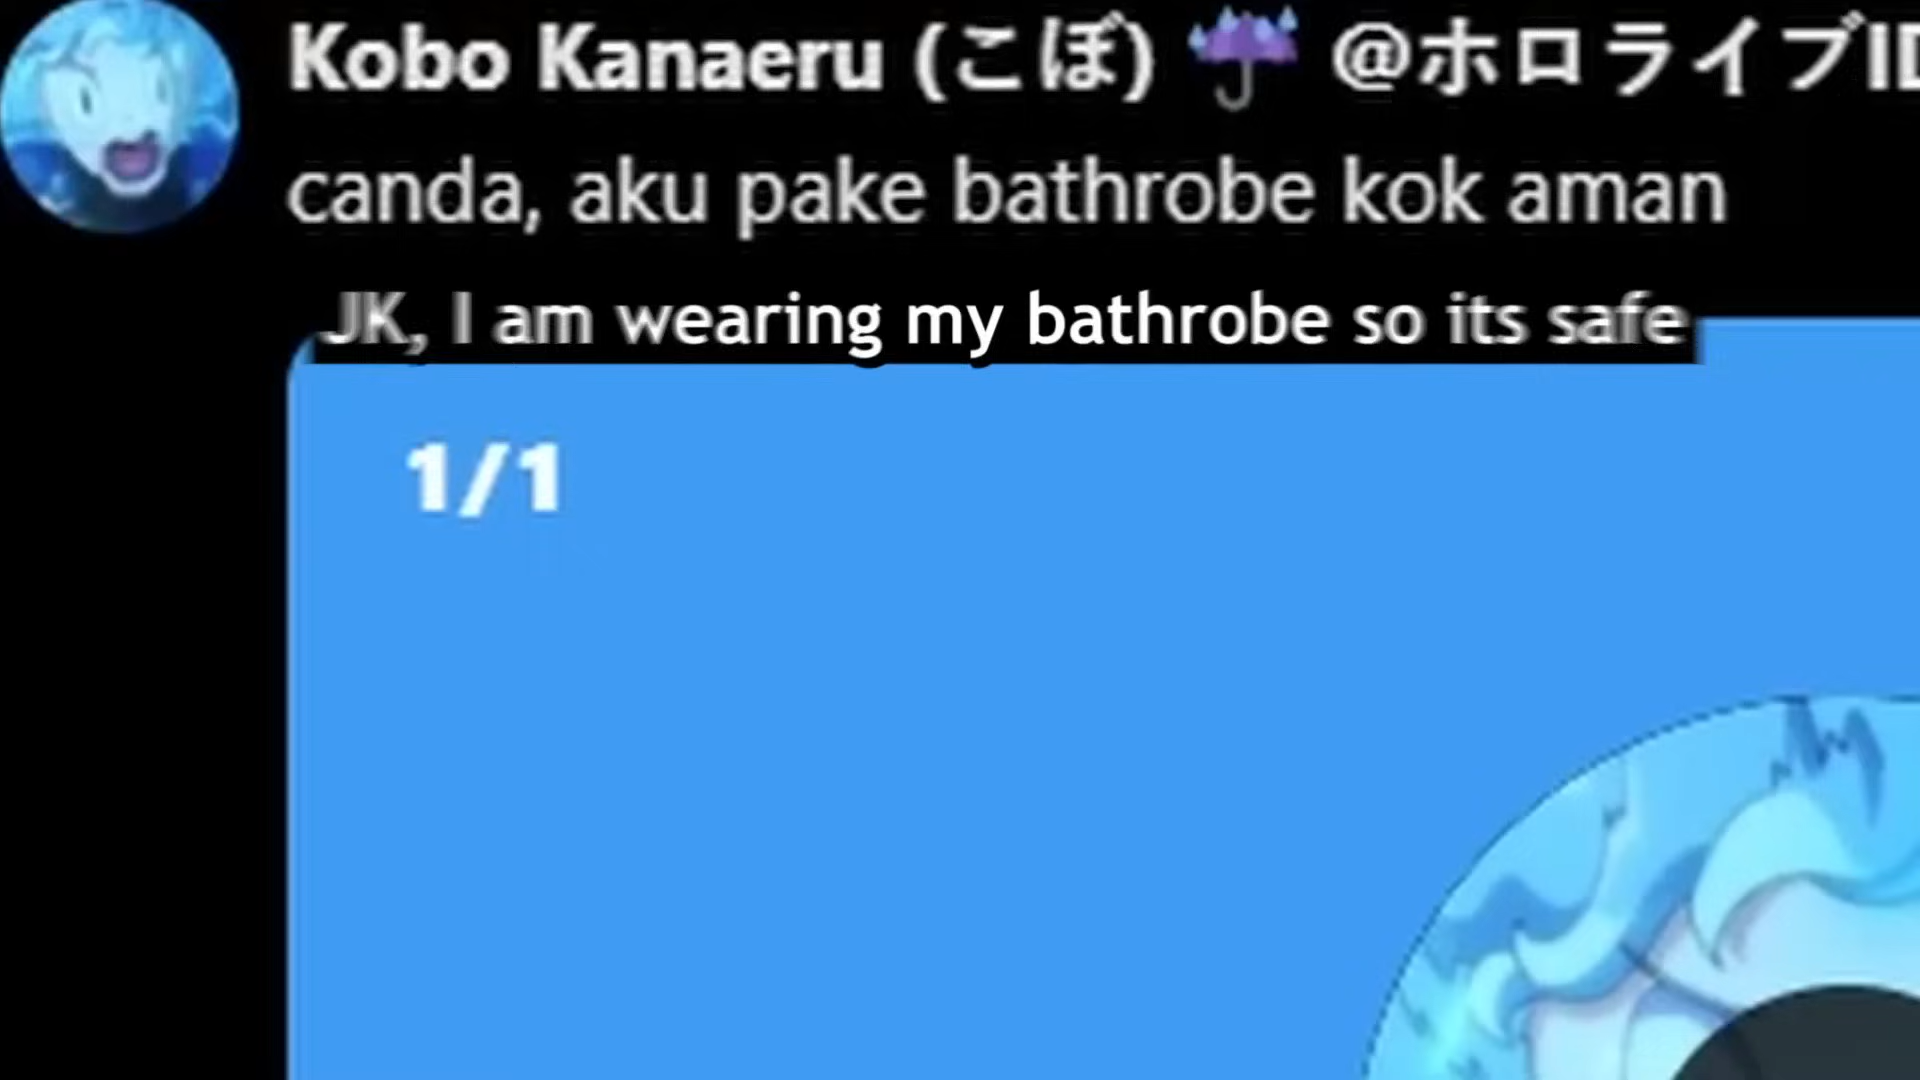 Kobo Kanaeru (こぼ) ☔ @ホロライブID
canda, aku pake bathrobe kok aman
JK, I am wearing my bathrobe so its safe
1/1